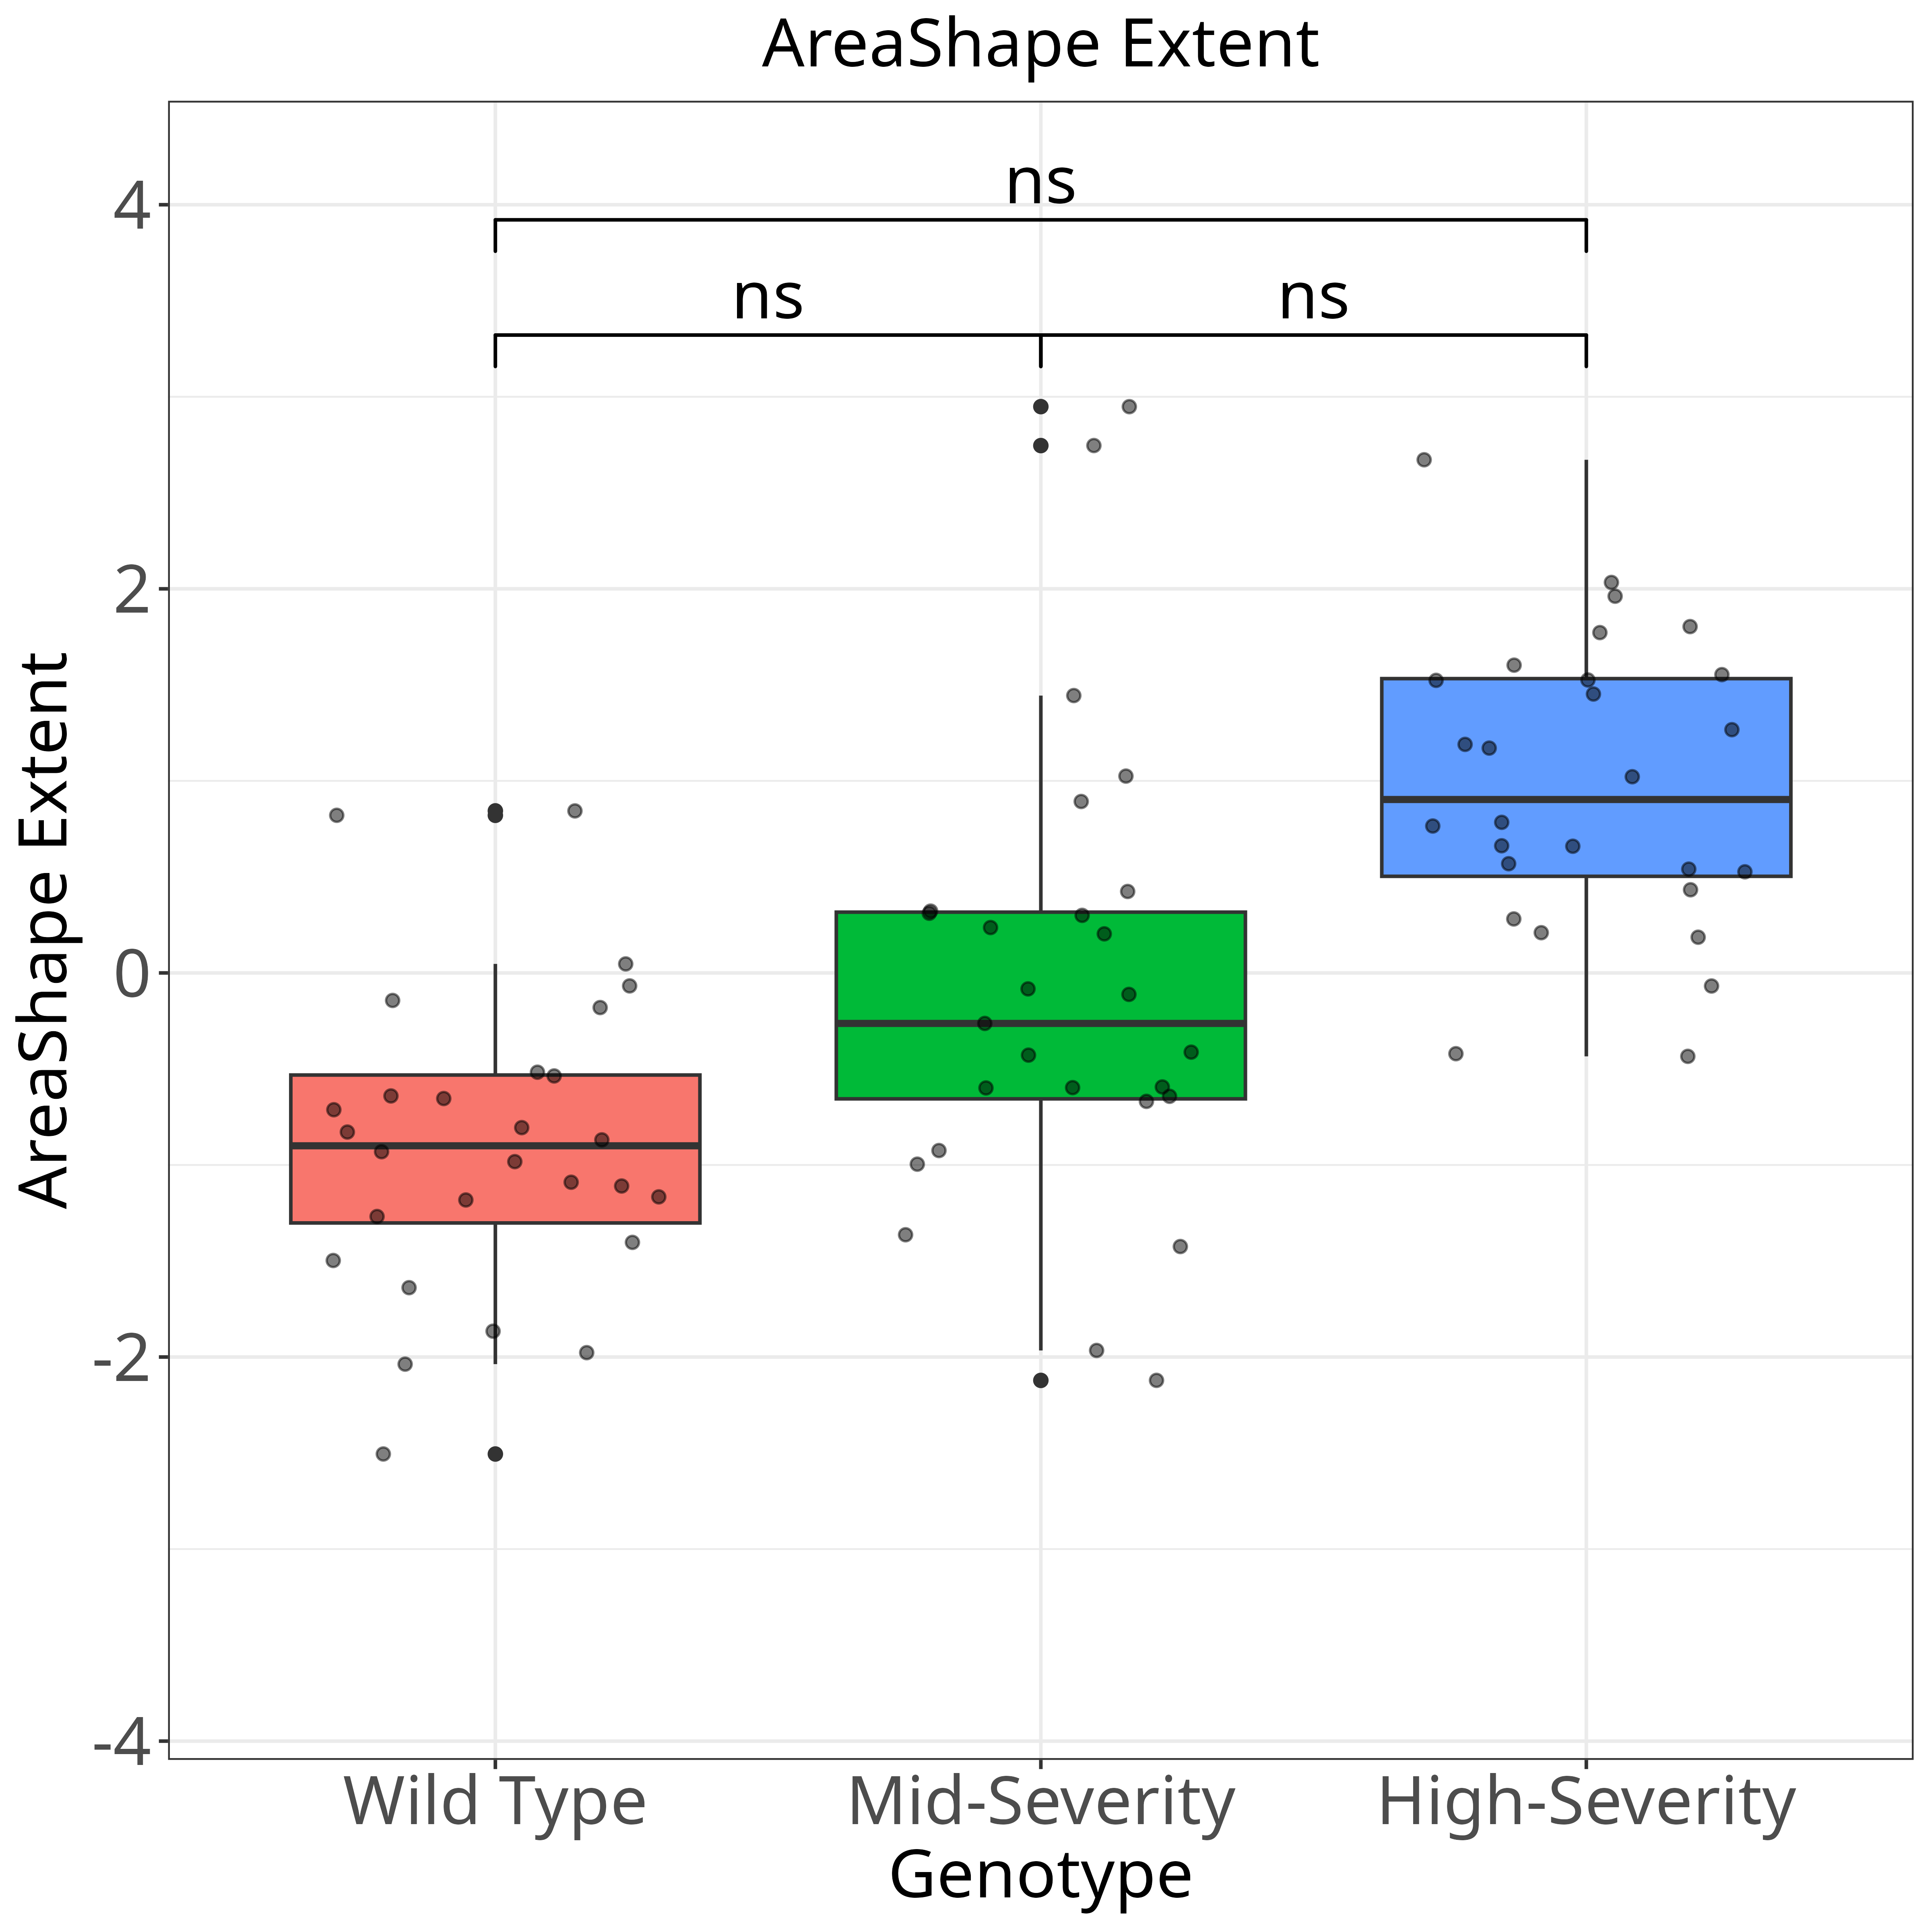 AreaShape Extent
ns
ns ns
AreaShape Extent
4
2
0
-2
-4
Wild Type Mid-Severity High-Severity
Genotype